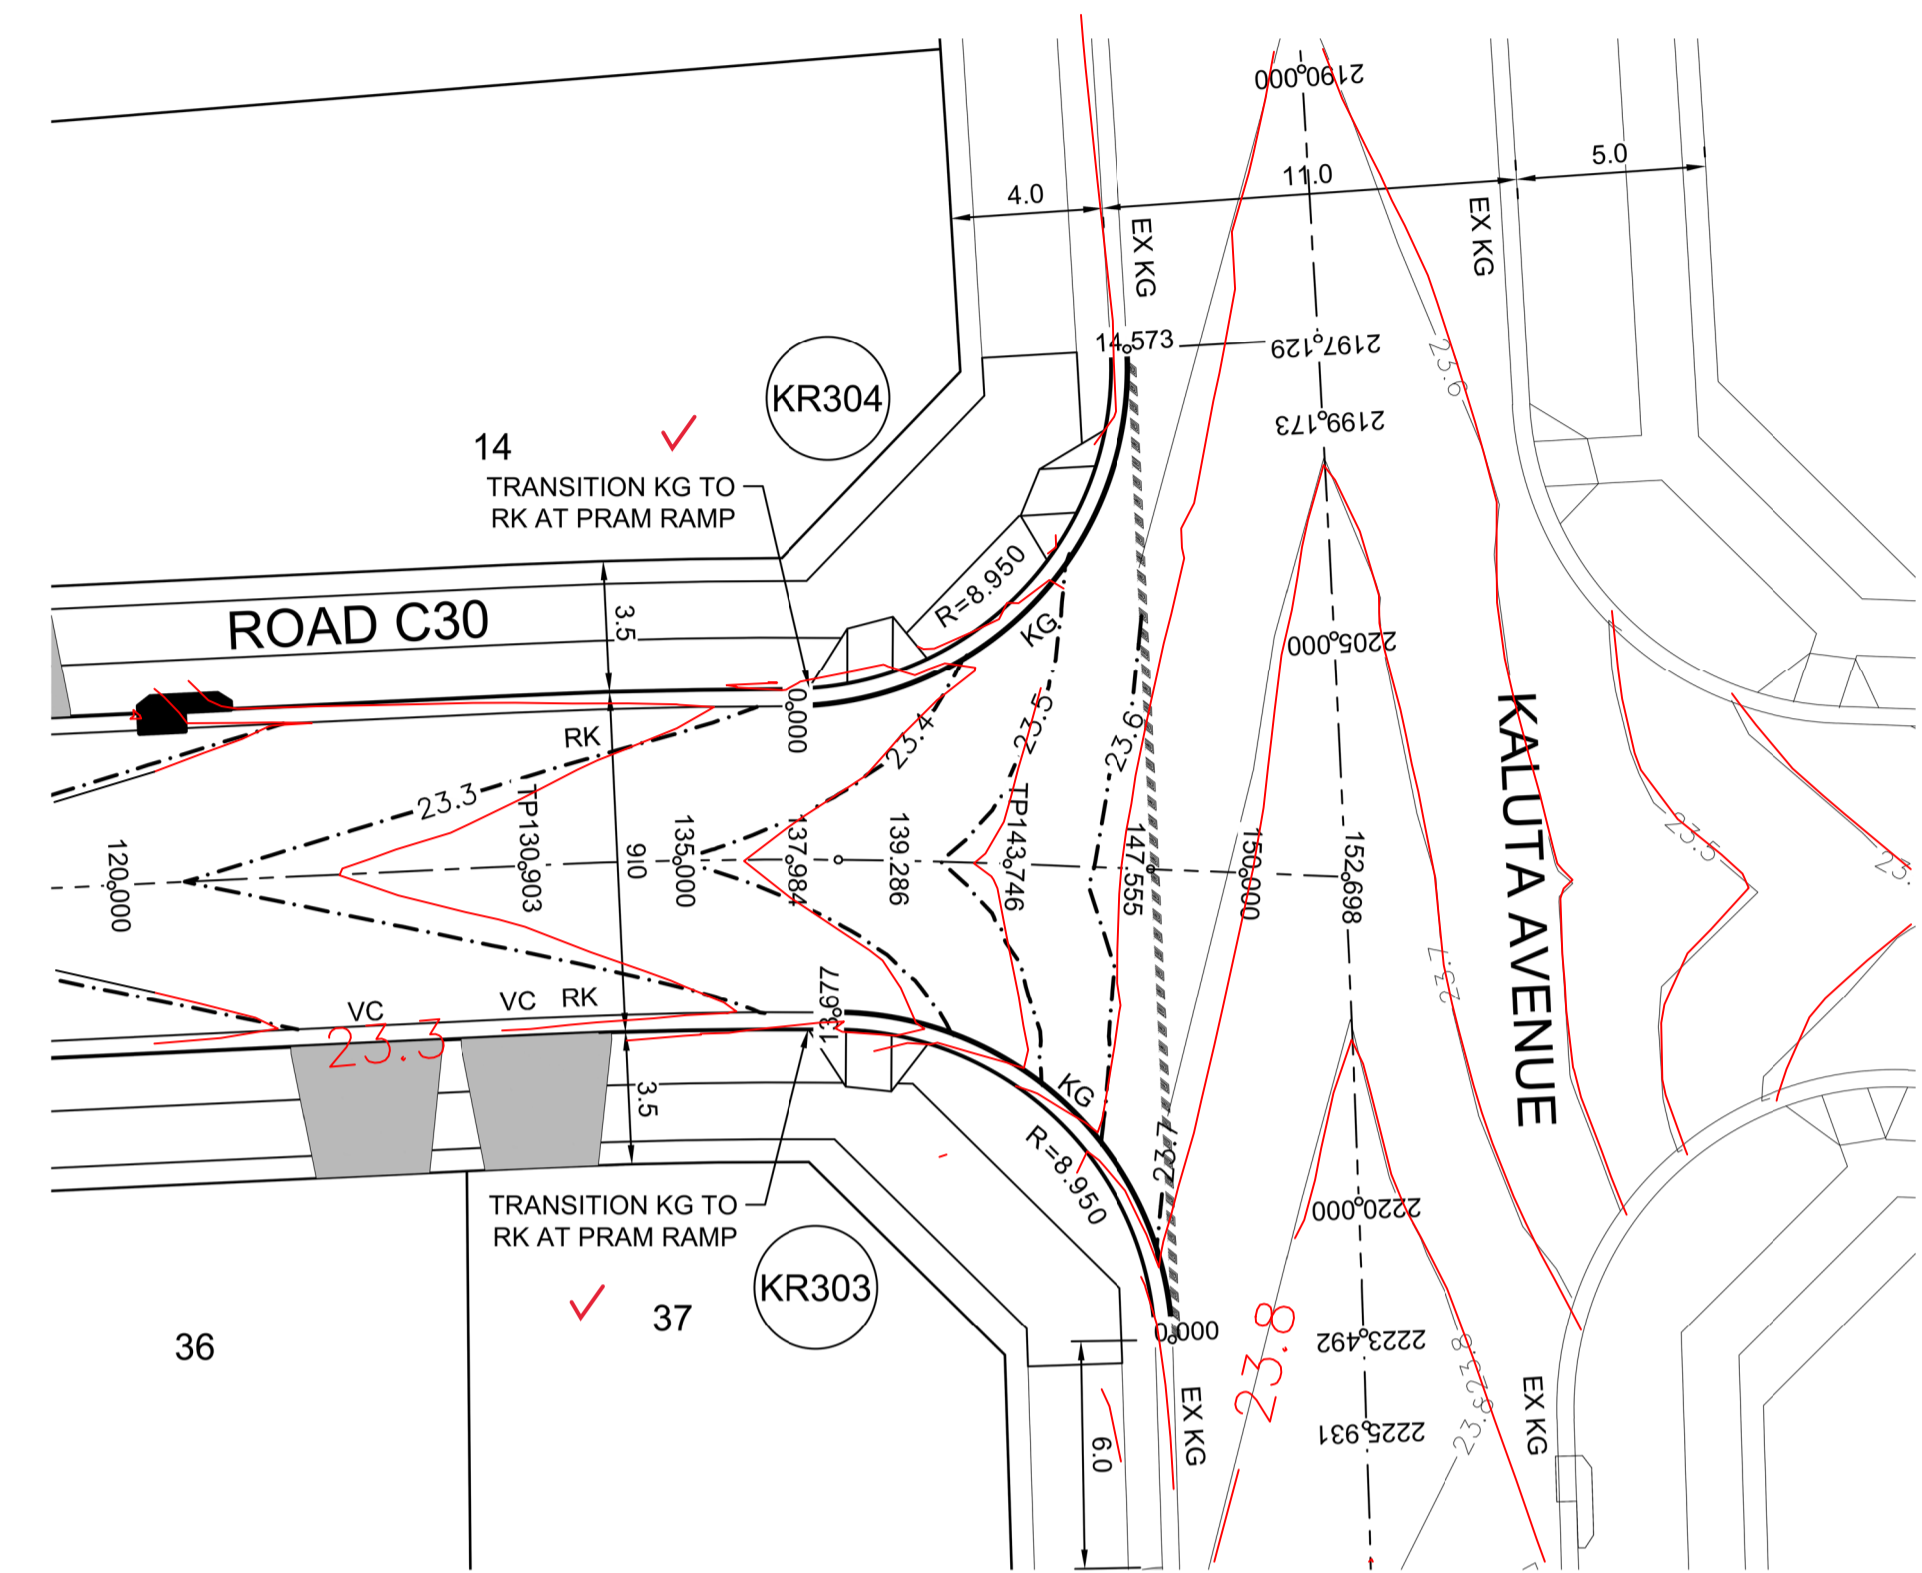 2190.000
5.0
11.0
4.0
EX KG
EX KG
14.573
2197.129
23.6
KR304
2199.173
14
TRANSITION KG TO
RK AT PRAM RAMP
R=8.950
ROAD C30
3.5
KG
2205.000
0.000
RK
23.4
23.5
23.6
KALUTA AVENUE
23.3
TP130.903
120.000
9.0
135.000
137.984
139.286
TP143.746
147.555
150.000
152.698
23.5
23.7
VC
VC
RK
13.677
23.3
3.5
KG
R=8.950
23.7
TRANSITION KG TO
RK AT PRAM RAMP
2220.000
KR303
37
36
0.000
23.8
2223.492
23.8
EX KG
EX KG
2225.931
23.8
6.0